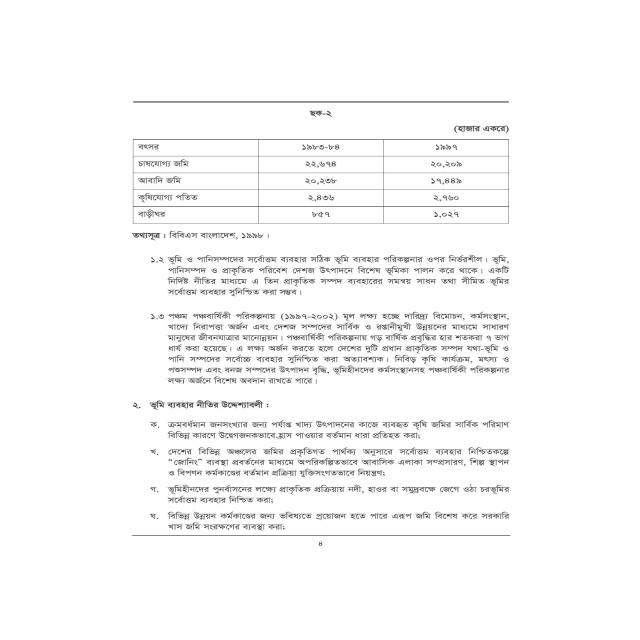 ছক-২
(হাজার একরে)
বৎসর ১৯৮৩-৮৪ ১৯৯৭
চাষযোগ্য জমি ২২,৬৭৪ ২০,২০৯
আবাদি জমি ২০,২৩৮ ১৭,৪৪৯
কৃষিযোগ্য পতিত ২,৪৩৬ ২,৭৬০
বাড়ীঘর ৮৫৭ ১,০২৭
তথ্যসূত্র : বিবিএস বাংলাদেশ, ১৯৯৮।
১.২ ভূমি ও পানিসম্পদের সর্বোত্তম ব্যবহার সঠিক ভূমি ব্যবহার পরিকল্পনার ওপর নির্ভরশীল। ভূমি,
পানিসম্পদ ও প্রাকৃতিক পরিবেশ দেশজ উৎপাদনে বিশেষ ভূমিকা পালন করে থাকে। একটি
নির্দিষ্ট নীতির মাধ্যমে এ তিন প্রাকৃতিক সম্পদ ব্যবহারের সমন্বয় সাধন তথা সীমিত ভূমির
সর্বোত্তম ব্যবহার সুনিশ্চিত করা সম্ভব।
১.৩ পঞ্চম পঞ্চবার্ষিকী পরিকল্পনায় (১৯৯৭-২০০২) মূল লক্ষ্য হচ্ছে দারিদ্র্য বিমোচন, কর্মসংস্থান,
খাদ্যে নিরাপত্তা অর্জন এবং দেশজ সম্পদের সার্বিক ও রপ্তানীমুখী উন্নয়নের মাধ্যমে সাধারণ
মানুষের জীবনযাত্রার মানোন্নয়ন। পঞ্চবার্ষিকী পরিকল্পনায় গড় বার্ষিক প্রবৃদ্ধির হার শতকরা ৭ ভাগ
ধার্য করা হয়েছে। এ লক্ষ্য অর্জন করতে হলে দেশের দুটি প্রধান প্রাকৃতিক সম্পদ যথা-ভূমি ও
পানি সম্পদের সর্বোচ্চ ব্যবহার সুনিশ্চিত করা অত্যাবশ্যক। নিবিড় কৃষি কার্যক্রম, মৎস্য ও
পশুসম্পদ এবং বনজ সম্পদের উৎপাদন বৃদ্ধি, ভূমিহীনদের কর্মসংস্থানসহ পঞ্চবার্ষিকী পরিকল্পনার
লক্ষ্য অর্জনে বিশেষ অবদান রাখতে পারে।
২. ভূমি ব্যবহার নীতির উদ্দেশ্যাবলী :
ক. ক্রমবর্ধমান জনসংখ্যার জন্য পর্যাপ্ত খাদ্য উৎপাদনের কাজে ব্যবহৃত কৃষি জমির সার্বিক পরিমাণ
বিভিন্ন কারণে উদ্বেগজনকভাবে হ্রাস পাওয়ার বর্তমান ধারা প্রতিহত করা;
খ. দেশের বিভিন্ন অঞ্চলের জমির প্রকৃতিগত পার্থক্য অনুসারে সর্বোত্তম ব্যবহার নিশ্চিতকল্পে
“জোনিং” ব্যবস্থা প্রবর্তনের মাধ্যমে অপরিকল্পিতভাবে আবাসিক এলাকা সম্প্রসারণ, শিল্প স্থাপন
ও বিপণন কর্মকাণ্ডের বর্তমান প্রক্রিয়া যুক্তিসংগতভাবে নিয়ন্ত্রণ;
গ. ভূমিহীনদের পুনর্বাসনের লক্ষ্যে প্রাকৃতিক প্রক্রিয়ায় নদী, হাওর বা সমুদ্রবক্ষে জেগে ওঠা চরভূমির
সর্বোত্তম ব্যবহার নিশ্চিত করা;
ঘ. বিভিন্ন উন্নয়ন কর্মকাণ্ডের জন্য ভবিষ্যতে প্রয়োজন হতে পারে এরূপ জমি বিশেষ করে সরকারি
খাস জমি সংরক্ষণের ব্যবস্থা করা;
৪